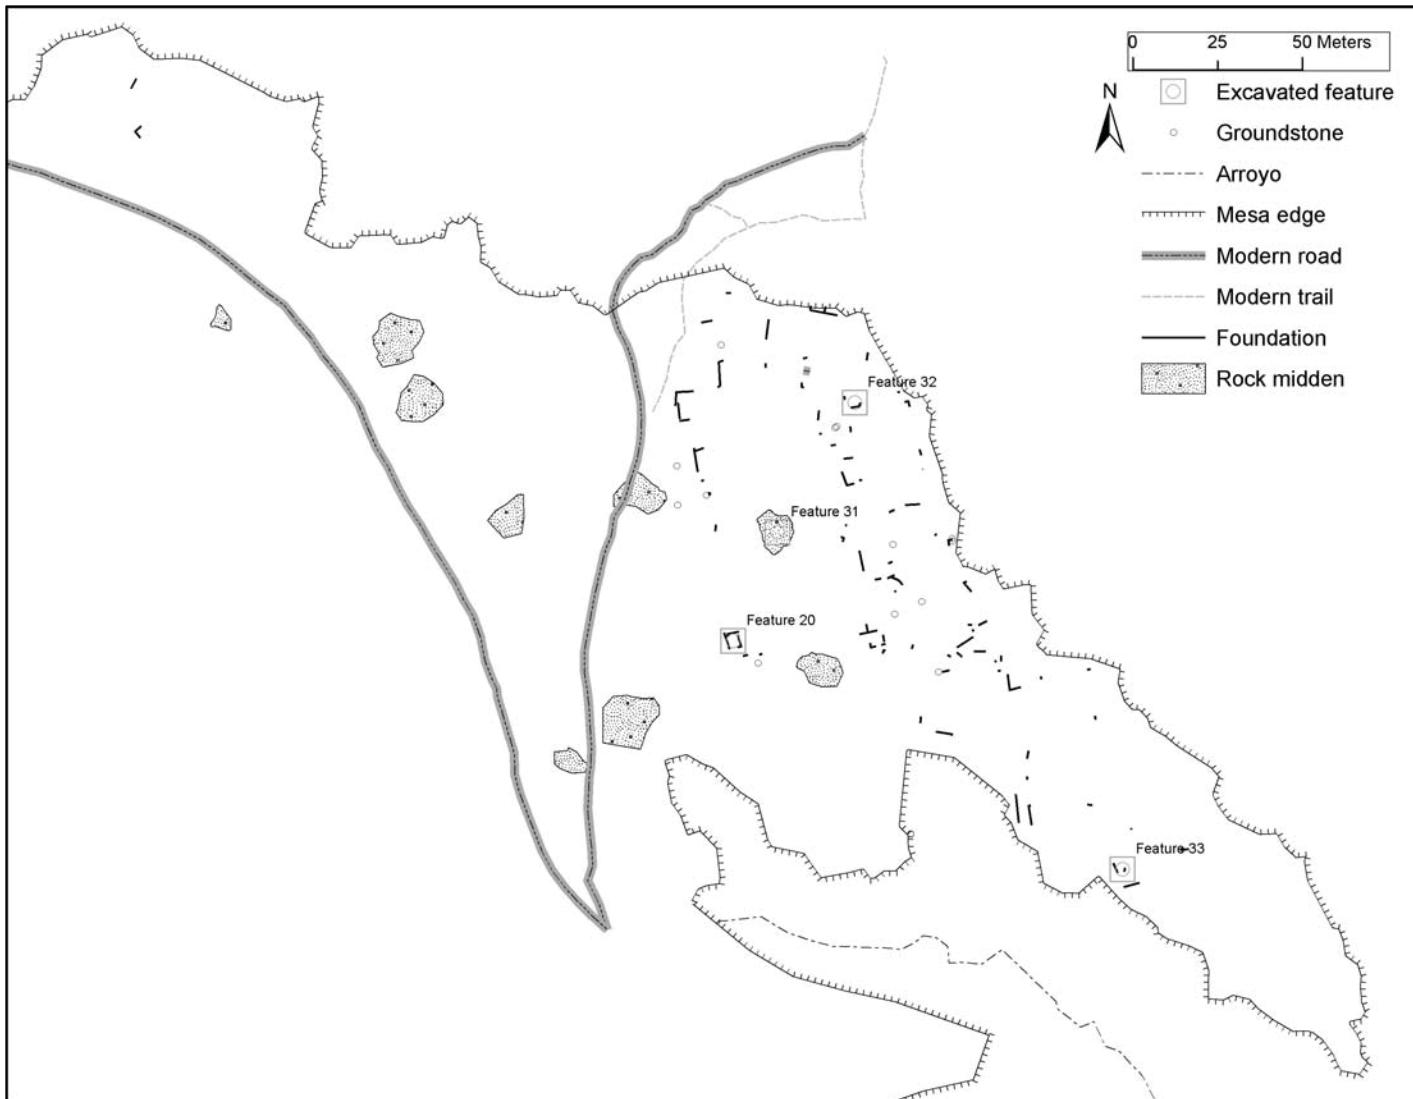 0 25 50 Meters
N
Excavated feature
Groundstone
Arroyo
Mesa edge
Modern road
Modern trail
Foundation
Rock midden
Feature 32
Feature 31
Feature 20
Feature 33